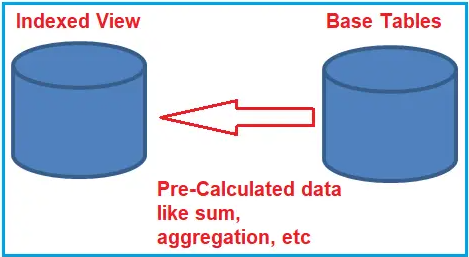 Indexed View
Base Tables
Pre-Calculated data
like sum,
aggregation, etc